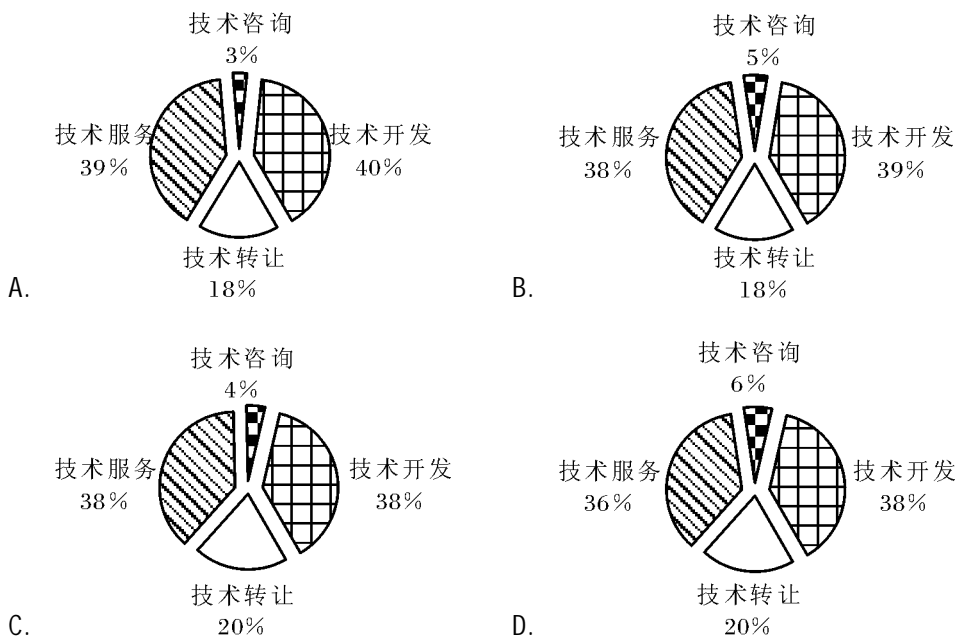 技术咨询
3%
技术服务
39%
技术开发
40%
技术转让
18%
A.
技术咨询
5%
技术服务
38%
技术开发
39%
技术转让
18%
B.
技术咨询
4%
技术服务
38%
技术开发
38%
技术转让
20%
C.
技术咨询
6%
技术服务
36%
技术开发
38%
技术转让
20%
D.